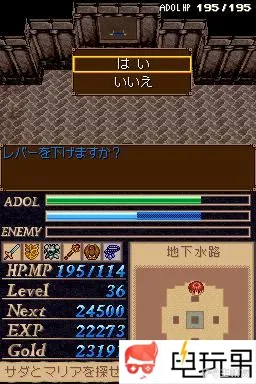 ADOL HP 195/195
はい
いいえ
レバーを下げますか？
ADOL
ENEMY
HP.MP 195/114
Level 36
Next 24500
EXP 22273
Gold 2319
地下水路
サダとマリアを探せ
电玩男